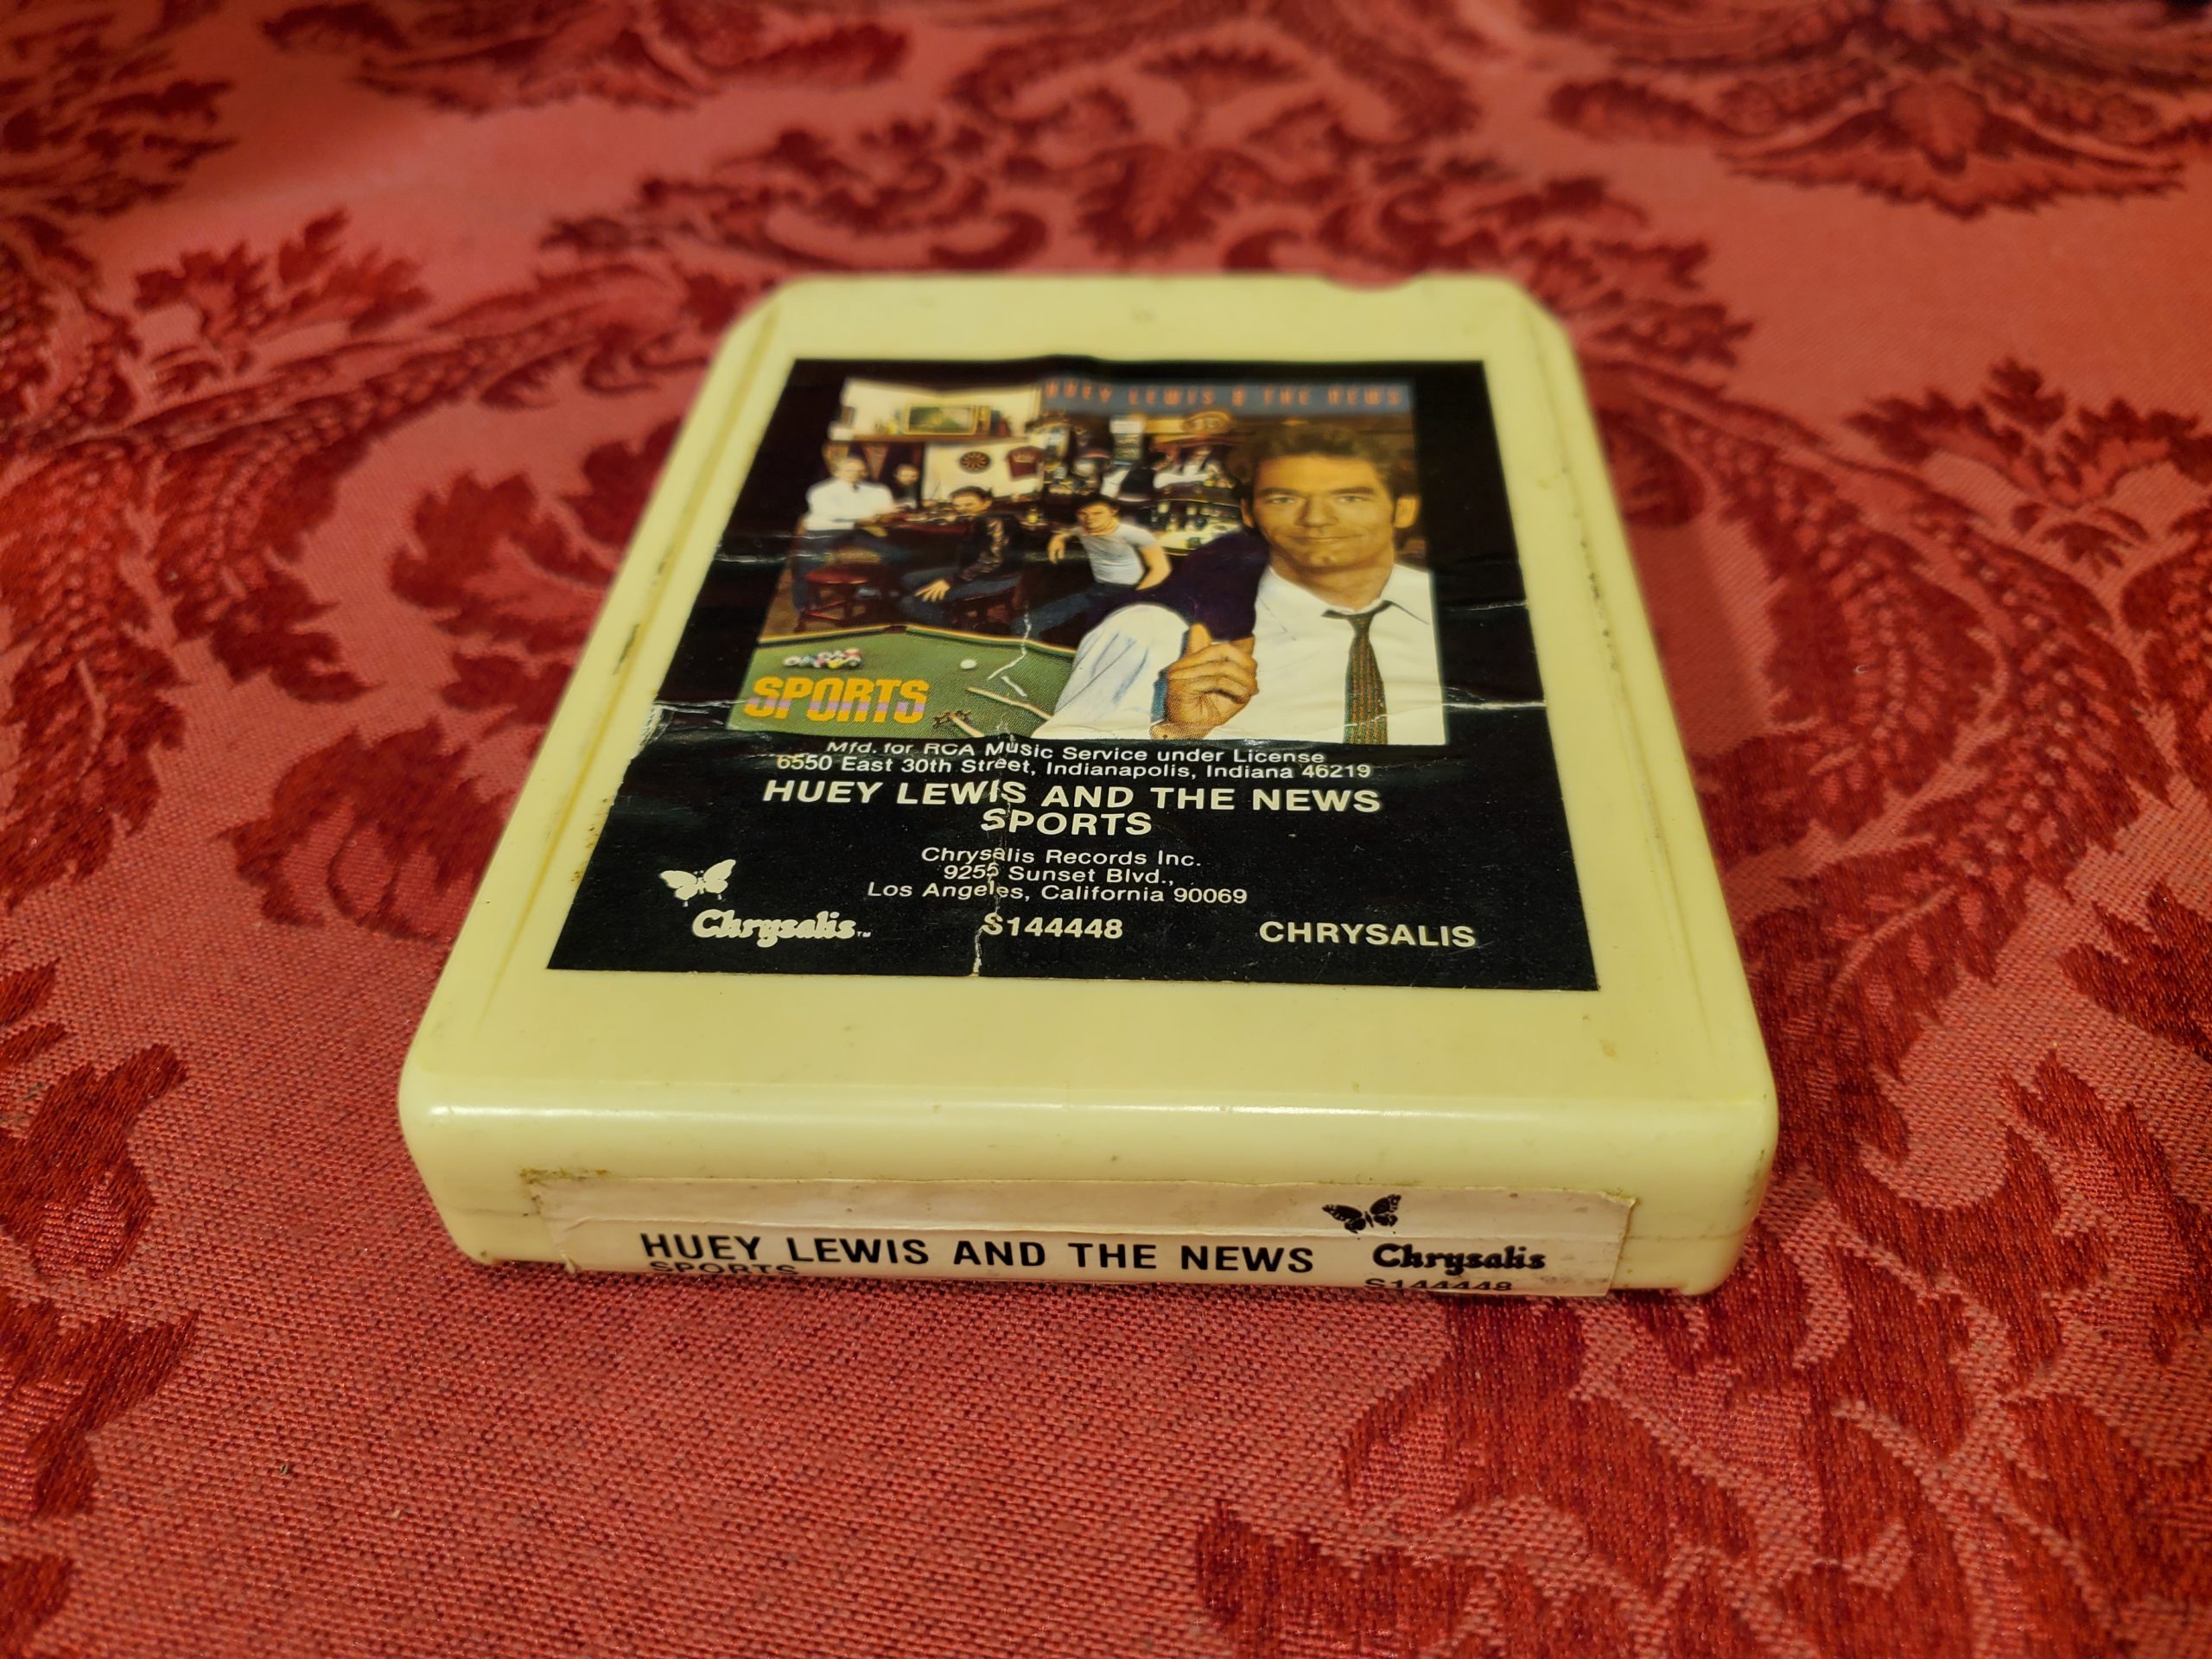 HUEY LEWIS & THE NEWS
SPORTS
Mfd. for RCA Music Service under License
6550 East 30th Street, Indianapolis, Indiana 46219
HUEY LEWIS AND THE NEWS
SPORTS
Chrysalis Records Inc.
9255 Sunset Blvd.,
Los Angeles, California 90069
Chrysalis™ S144448 CHRYSALIS
HUEY LEWIS AND THE NEWS Chrysalis
SPORTS S144448